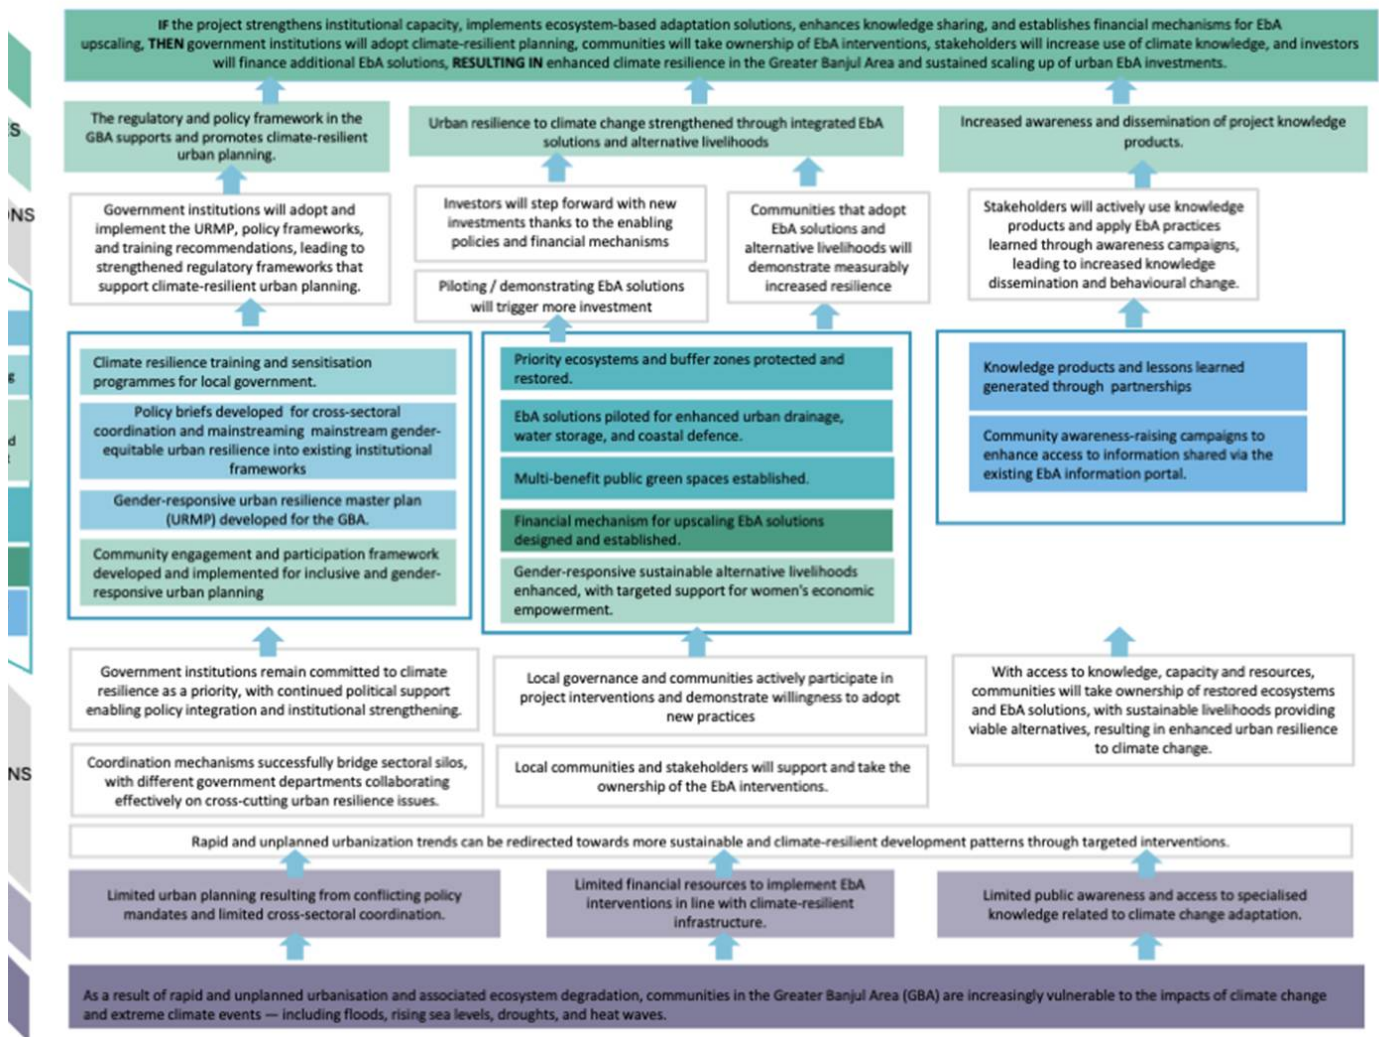 IF the project strengthens institutional capacity, implements ecosystem-based adaptation solutions, enhances knowledge sharing, and establishes financial mechanisms for EbA
upscaling, THEN government institutions will adopt climate-resilient planning, communities will take ownership of EbA interventions, stakeholders will increase use of climate knowledge, and investors
will finance additional EbA solutions, RESULTING IN enhanced climate resilience in the Greater Banjul Area and sustained scaling up of urban EbA investments.
S
The regulatory and policy framework in the
GBA supports and promotes climate-resilient
urban planning.
Urban resilience to climate change strengthened through integrated EbA
solutions and alternative livelihoods
Increased awareness and dissemination of project knowledge
products.
NS
Government institutions will adopt and
implement the URMP, policy frameworks,
and training recommendations, leading to
strengthened regulatory frameworks that
support climate-resilient urban planning.
Investors will step forward with new
investments thanks to the enabling
policies and financial mechanisms
Piloting / demonstrating EbA solutions
will trigger more investment
Communities that adopt
EbA solutions and
alternative livelihoods will
demonstrate measurably
increased resilience
Stakeholders will actively use knowledge
products and apply EbA practices
learned through awareness campaigns,
leading to increased knowledge
dissemination and behavioural change.
Climate resilience training and sensitisation
programmes for local government.
Policy briefs developed for cross-sectoral
coordination and mainstreaming mainstream gender-
equitable urban resilience into existing institutional
frameworks
Gender-responsive urban resilience master plan
(URMP) developed for the GBA.
Community engagement and participation framework
developed and implemented for inclusive and gender-
responsive urban planning
Priority ecosystems and buffer zones protected and
restored.
EbA solutions piloted for enhanced urban drainage,
water storage, and coastal defence.
Multi-benefit public green spaces established.
Financial mechanism for upscaling EbA solutions
designed and established.
Gender-responsive sustainable alternative livelihoods
enhanced, with targeted support for women's economic
empowerment.
Knowledge products and lessons learned
generated through partnerships
Community awareness-raising campaigns to
enhance access to information shared via the
existing EbA information portal.
Government institutions remain committed to climate
resilience as a priority, with continued political support
enabling policy integration and institutional strengthening.
Local governance and communities actively participate in
project interventions and demonstrate willingness to adopt
new practices
With access to knowledge, capacity and resources,
communities will take ownership of restored ecosystems
and EbA solutions, with sustainable livelihoods providing
viable alternatives, resulting in enhanced urban resilience
to climate change.
NS
Coordination mechanisms successfully bridge sectoral silos,
with different government departments collaborating
effectively on cross-cutting urban resilience issues.
Local communities and stakeholders will support and take the
ownership of the EbA interventions.
Rapid and unplanned urbanization trends can be redirected towards more sustainable and climate-resilient development patterns through targeted interventions.
Limited urban planning resulting from conflicting policy
mandates and limited cross-sectoral coordination.
Limited financial resources to implement EbA
interventions in line with climate-resilient
infrastructure.
Limited public awareness and access to specialised
knowledge related to climate change adaptation.
As a result of rapid and unplanned urbanisation and associated ecosystem degradation, communities in the Greater Banjul Area (GBA) are increasingly vulnerable to the impacts of climate change
and extreme climate events — including floods, rising sea levels, droughts, and heat waves.